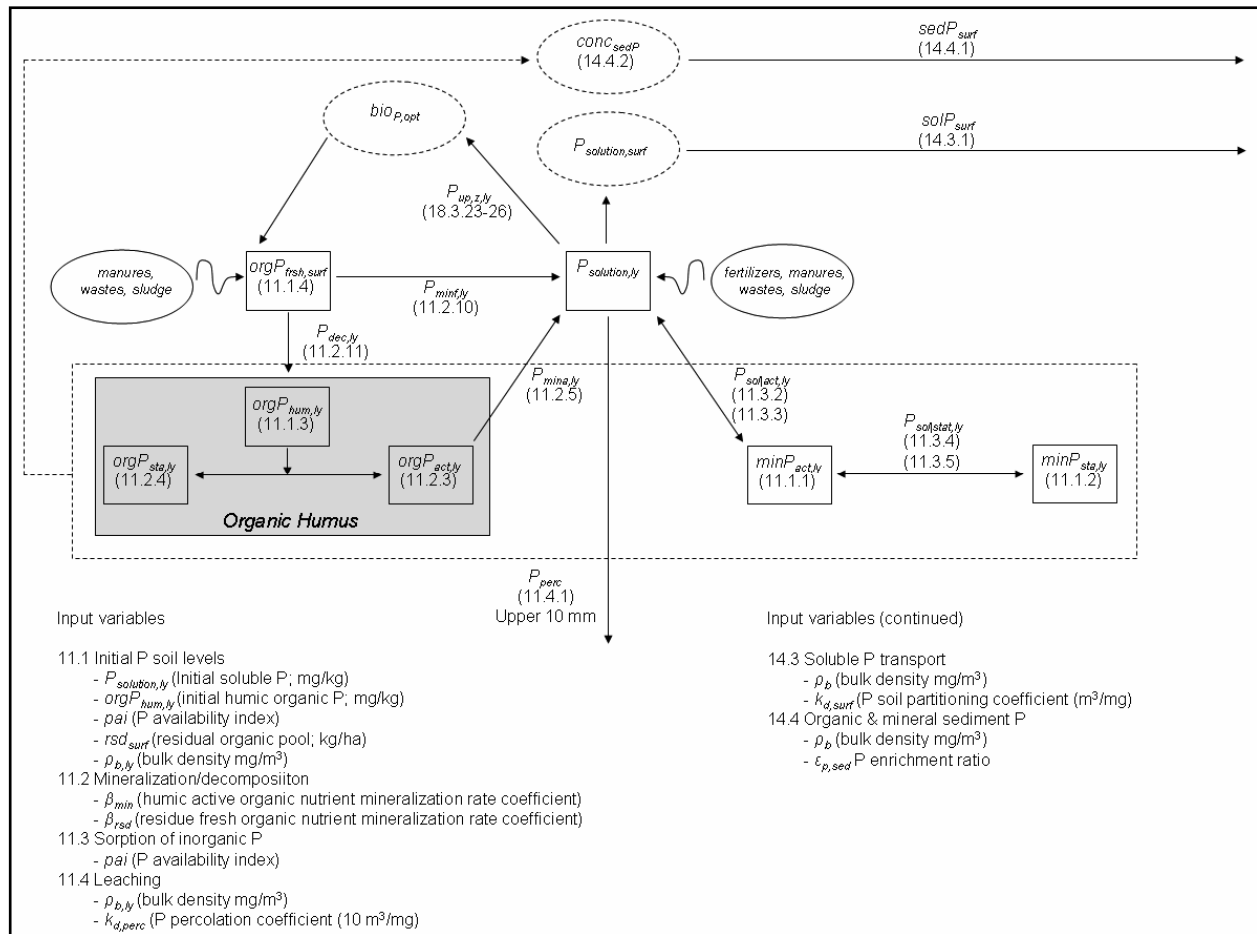 conc_sedP
(14.4.2)
sedP_surf
(14.4.1)
bio_P,opt
P_solution,surf
solP_surf
(14.3.1)
P_up,z,ly
(18.3.23-26)
manures,
wastes, sludge
orgP_frsh,surf
(11.1.4)
P_minf,ly
(11.2.10)
P_solution,ly
fertilizers, manures,
wastes, sludge
P_dec,ly
(11.2.11)
P_mina,ly
(11.2.5)
P_sol|act,ly
(11.3.2)
(11.3.3)
orgP_hum,ly
(11.1.3)
orgP_sta,ly
(11.2.4)
orgP_act,ly
(11.2.3)
Organic Humus
minP_act,ly
(11.1.1)
P_sol|stat,ly
(11.3.4)
(11.3.5)
minP_sta,ly
(11.1.2)
P_perc
(11.4.1)
Upper 10 mm
Input variables
11.1 Initial P soil levels
- P_solution,ly (Initial soluble P; mg/kg)
- orgP_hum,ly (initial humic organic P; mg/kg)
- pai (P availability index)
- rsd_surf (residual organic pool; kg/ha)
- ρ_b,ly (bulk density mg/m³)
11.2 Mineralization/decomposiiton
- β_min (humic active organic nutrient mineralization rate coefficient)
- β_rsd (residue fresh organic nutrient mineralization rate coefficient)
11.3 Sorption of inorganic P
- pai (P availability index)
11.4 Leaching
- ρ_b,ly (bulk density mg/m³)
- k_d,perc (P percolation coefficient (10 m³/mg)
Input variables (continued)
14.3 Soluble P transport
- ρ_b (bulk density mg/m³)
- k_d,surf (P soil partitioning coefficient (m³/mg)
14.4 Organic & mineral sediment P
- ρ_b (bulk density mg/m³)
- ε_p,sed P enrichment ratio